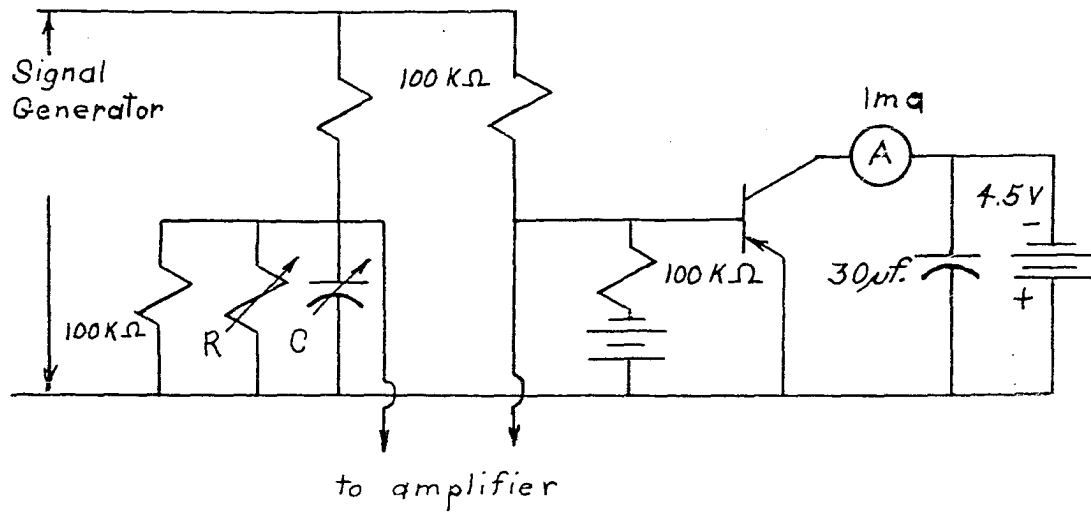 Signal
Generator
100 KΩ
1ma
A
4.5V
-
+
100 KΩ
30μf.
100KΩ
R
C
to amplifier